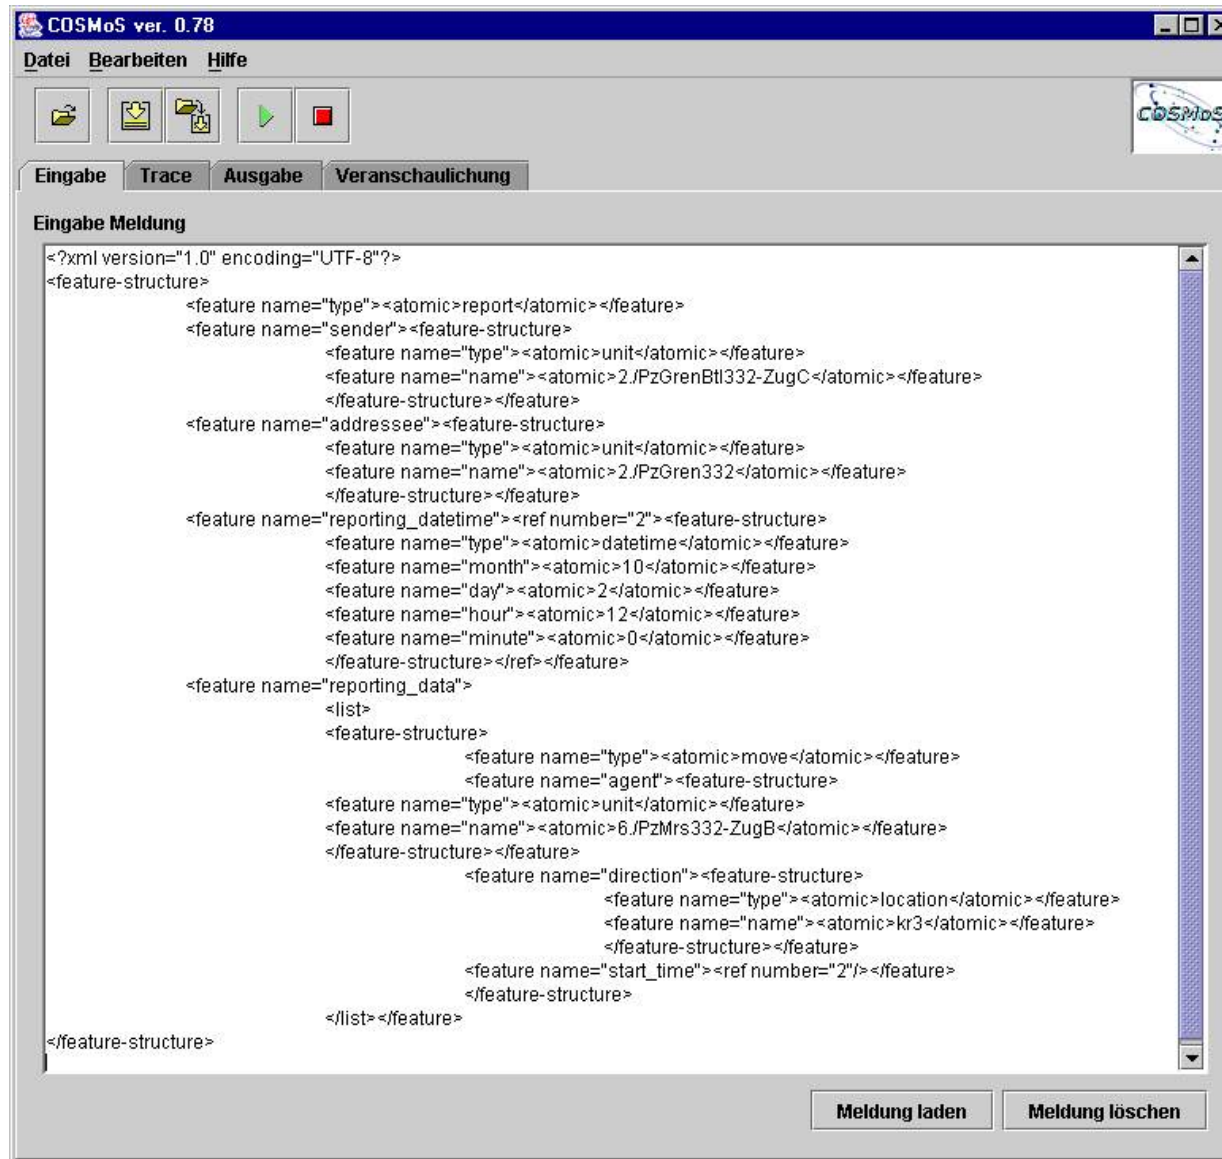 COSMoS ver. 0.78
Datei Bearbeiten Hilfe
COSMoS
Eingabe Trace Ausgabe Veranschaulichung
Eingabe Meldung
<?xml version="1.0" encoding="UTF-8"?>
<feature-structure>
<feature name="type"><atomic>report</atomic></feature>
<feature name="sender"><feature-structure>
<feature name="type"><atomic>unit</atomic></feature>
<feature name="name"><atomic>2./PzGrenBtl332-ZugC</atomic></feature>
</feature-structure></feature>
<feature name="addressee"><feature-structure>
<feature name="type"><atomic>unit</atomic></feature>
<feature name="name"><atomic>2./PzGren332</atomic></feature>
</feature-structure></feature>
<feature name="reporting_datetime"><ref number="2"><feature-structure>
<feature name="type"><atomic>datetime</atomic></feature>
<feature name="month"><atomic>10</atomic></feature>
<feature name="day"><atomic>2</atomic></feature>
<feature name="hour"><atomic>12</atomic></feature>
<feature name="minute"><atomic>0</atomic></feature>
</feature-structure></ref></feature>
<feature name="reporting_data">
<list>
<feature-structure>
<feature name="type"><atomic>move</atomic></feature>
<feature name="agent"><feature-structure>
<feature name="type"><atomic>unit</atomic></feature>
<feature name="name"><atomic>6./PzMrs332-ZugB</atomic></feature>
</feature-structure></feature>
<feature name="direction"><feature-structure>
<feature name="type"><atomic>location</atomic></feature>
<feature name="name"><atomic>kr3</atomic></feature>
</feature-structure></feature>
<feature name="start_time"><ref number="2"/></feature>
</feature-structure>
</list></feature>
</feature-structure>
Meldung laden Meldung löschen